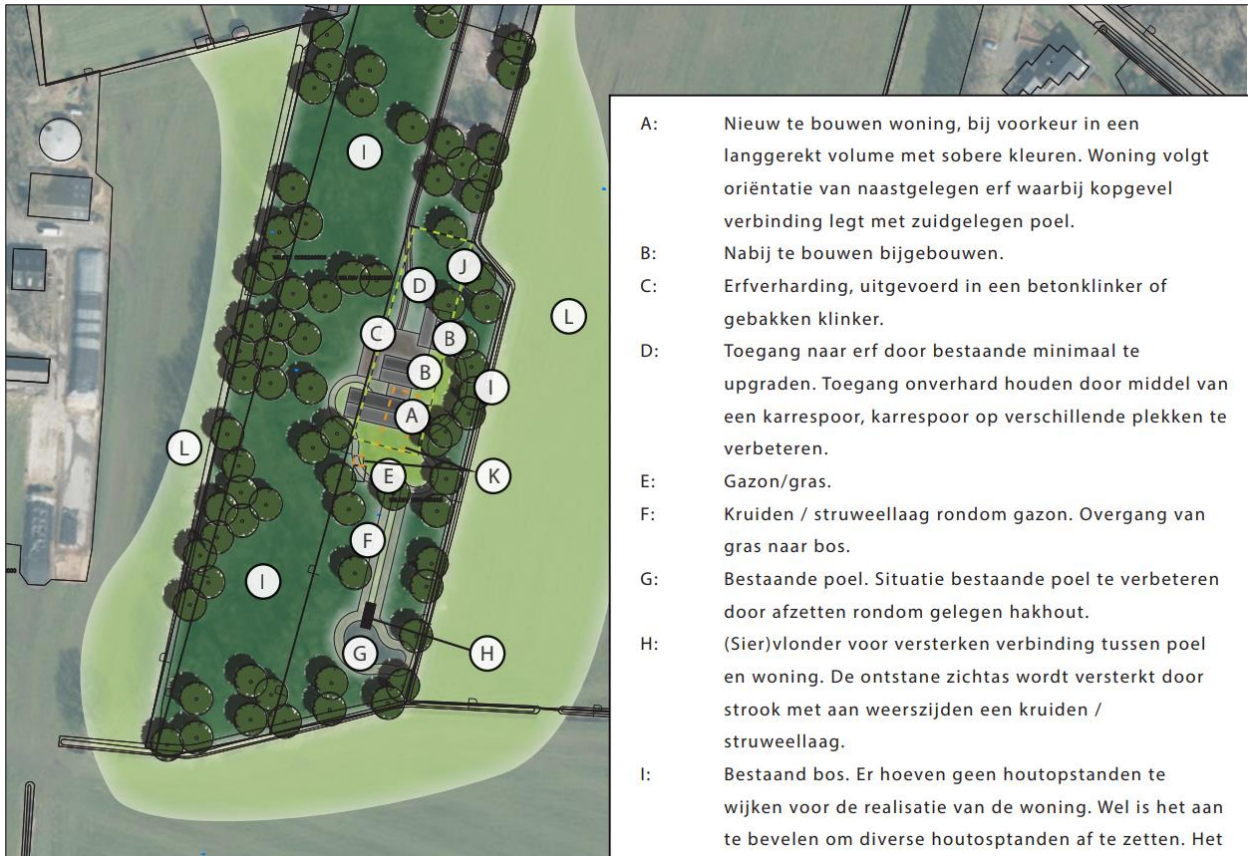 I
J
D
L
C
B
B
I
A
L
K
E
F
I
G
H
A: Nieuw te bouwen woning, bij voorkeur in een
langgerekt volume met sobere kleuren. Woning volgt
oriëntatie van naastgelegen erf waarbij kopgevel
verbinding legt met zuidgelegen poel.
B: Nabij te bouwen bijgebouwen.
C: Erfverharding, uitgevoerd in een betonklinker of
gebakken klinker.
D: Toegang naar erf door bestaande minimaal te
upgraden. Toegang onverhard houden door middel van
een karrespoor, karrespoor op verschillende plekken te
verbeteren.
E: Gazon/gras.
F: Kruiden / struweellaag rondom gazon. Overgang van
gras naar bos.
G: Bestaande poel. Situatie bestaande poel te verbeteren
door afzetten rondom gelegen hakhout.
H: (Sier)vlonder voor versterken verbinding tussen poel
en woning. De ontstane zichtas wordt versterkt door
strook met aan weerszijden een kruiden /
struweellaag.
I: Bestaand bos. Er hoeven geen houtopstanden te
wijken voor de realisatie van de woning. Wel is het aan
te bevelen om diverse houtosptanden af te zetten. Het